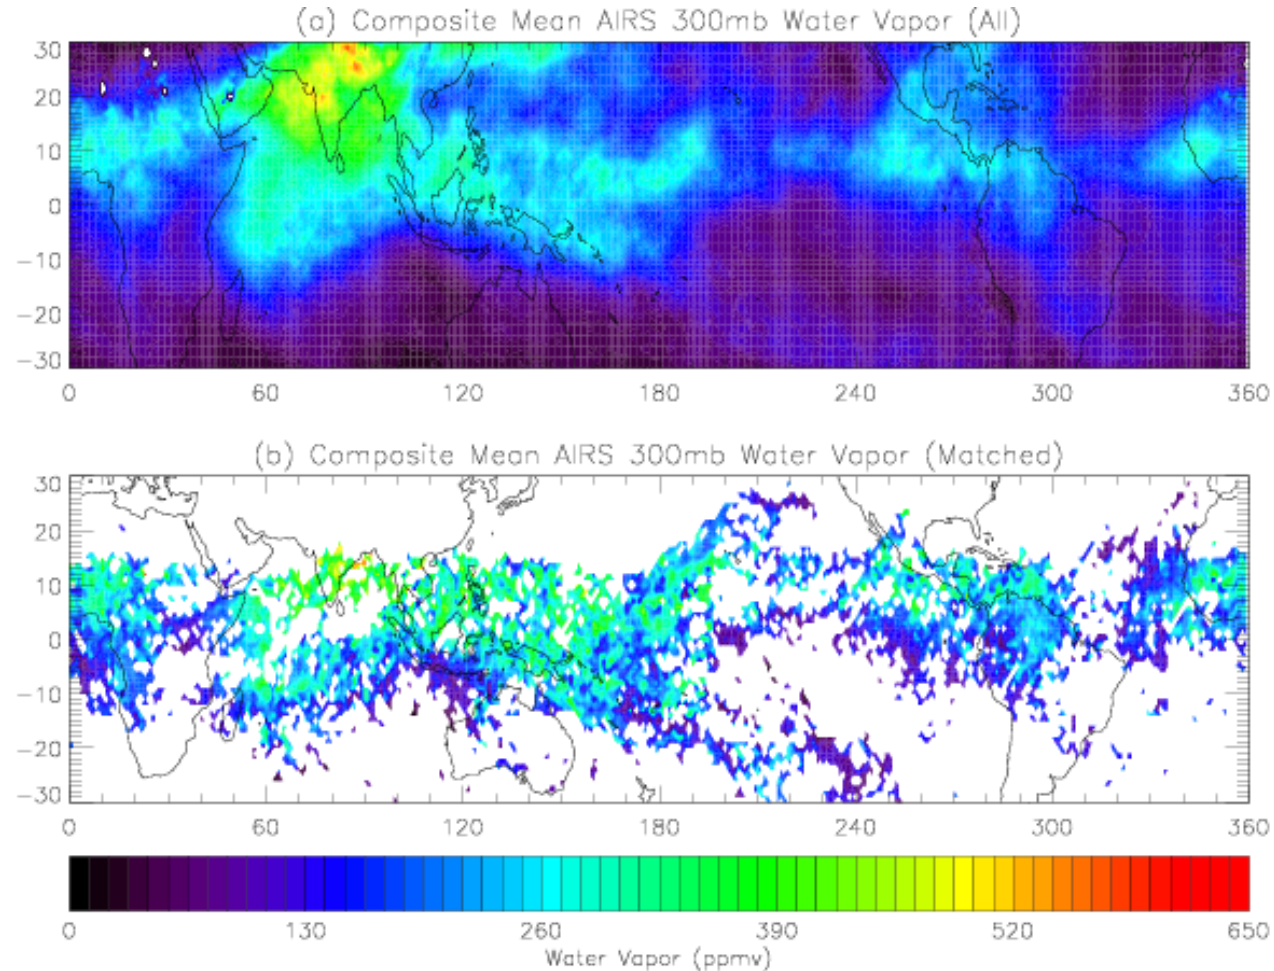 (a) Composite Mean AIRS 300mb Water Vapor (All)
30
20
10
0
-10
-20
-30
0 60 120 180 240 300 360
(b) Composite Mean AIRS 300mb Water Vapor (Matched)
30
20
10
0
-10
-20
-30
0 60 120 180 240 300 360
0 130 260 390 520 650
Water Vapor (ppmv)